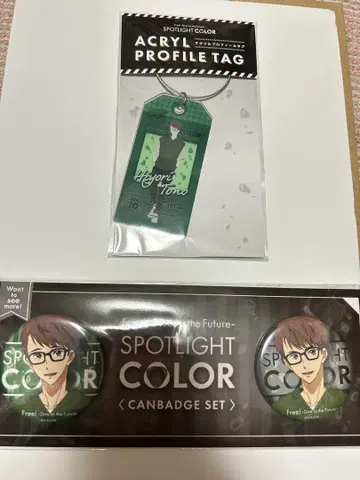 SPOTLIGHT COLOR
ACRYL
アクリルプロフィールタグ
PROFILE TAG
Hiyori
Tono
Want to
see
more!
the Future-
SPOTLIGHT
COLOR
〈 CANBADGE SET 〉
SPOTLIGHT
COLOR
Free! -Dive to the Future-
SPOTLIGHT
COLOR
Free! -Dive to the Future-